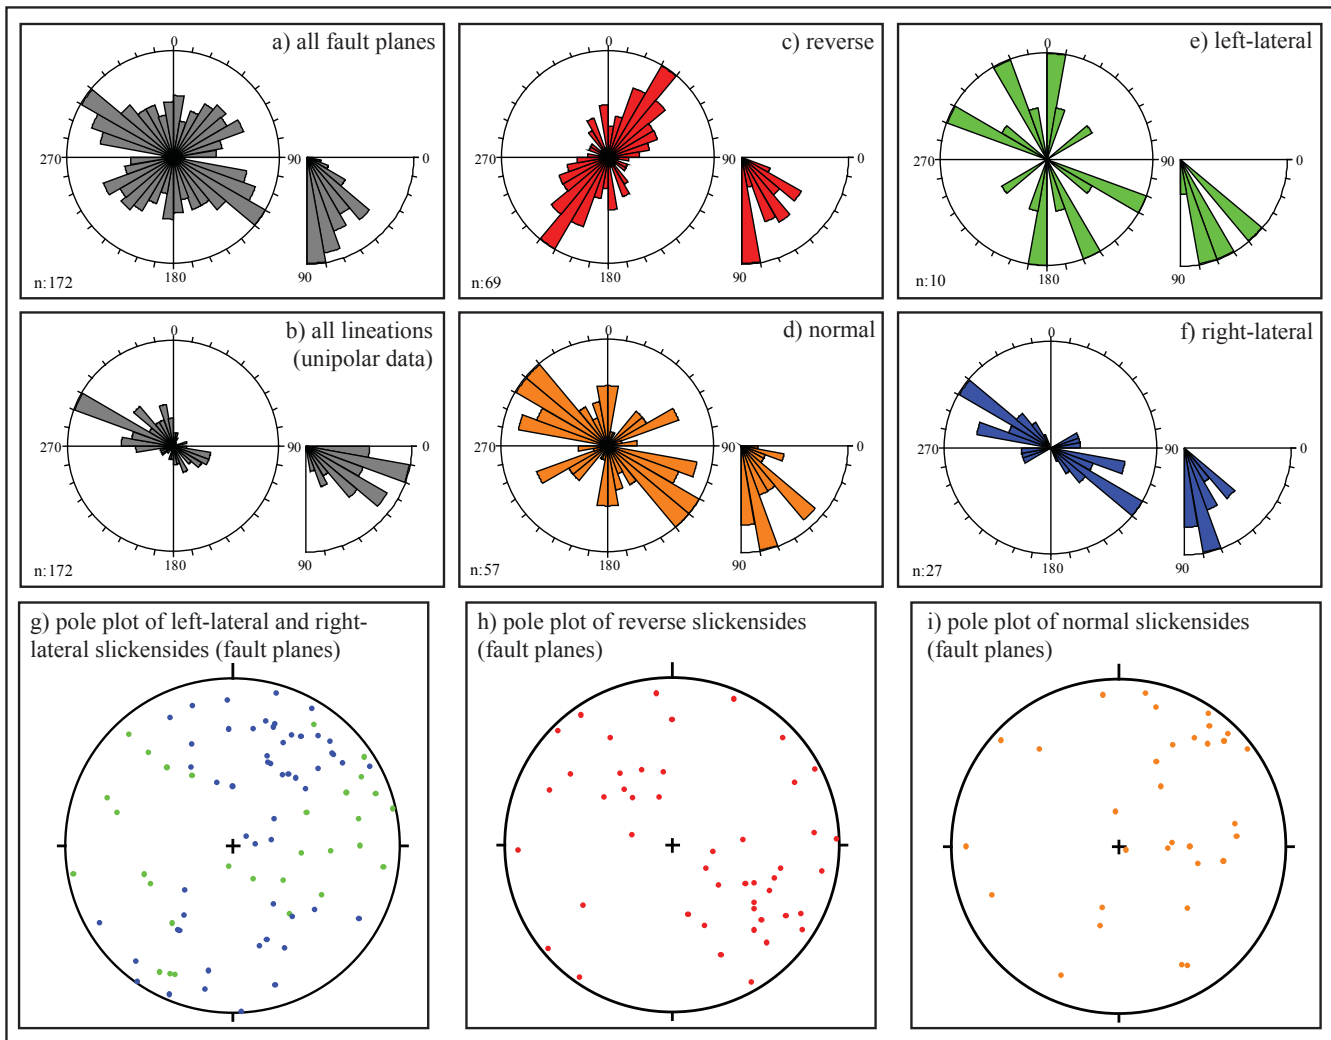 a) all fault planes
0
270
90
0
180
90
n:172
c) reverse
0
270
90
0
180
90
n:69
e) left-lateral
0
270
90
0
180
90
n:10
b) all lineations
(unipolar data)
0
270
90
0
180
90
n:172
d) normal
0
270
90
0
180
90
n:57
f) right-lateral
0
270
90
0
180
90
n:27
g) pole plot of left-lateral and right-
lateral slickensides (fault planes)
h) pole plot of reverse slickensides
(fault planes)
i) pole plot of normal slickensides
(fault planes)